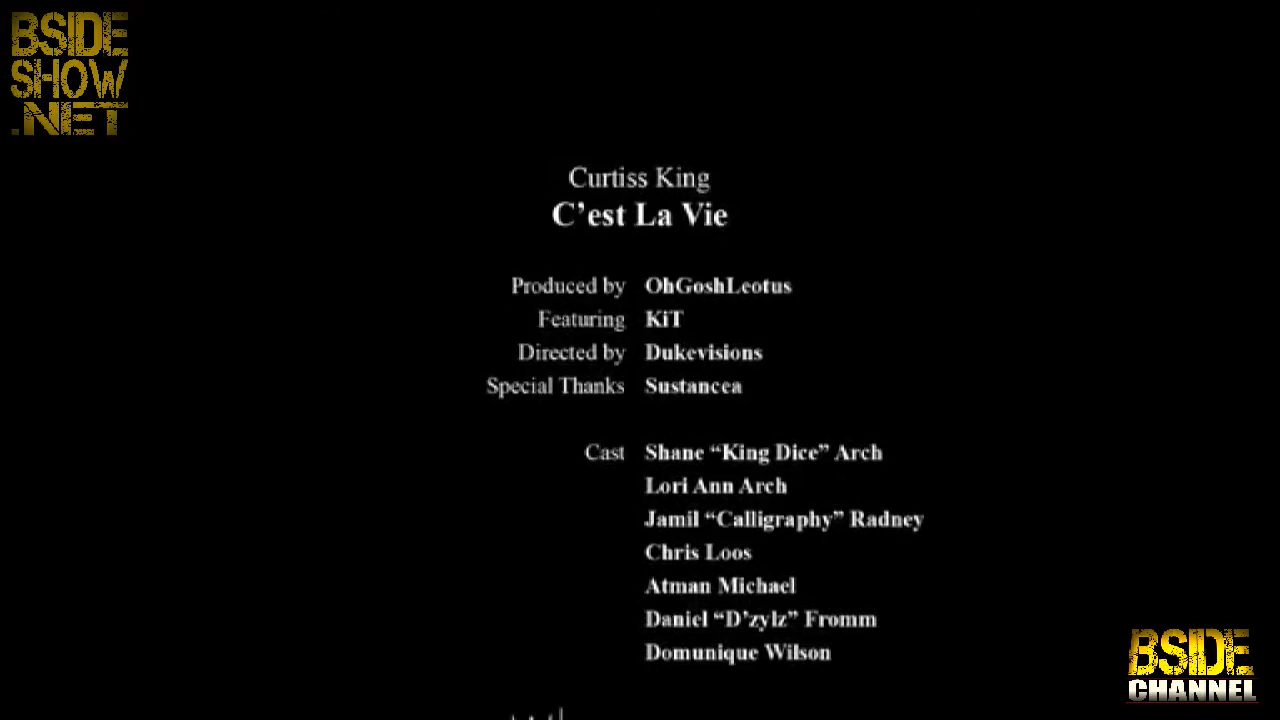 BSIDE
SHOW
.NET
Curtiss King
C’est La Vie
Produced by OhGoshLeotus
Featuring KiT
Directed by Dukevisions
Special Thanks Sustancea
Cast Shane “King Dice” Arch
Lori Ann Arch
Jamil “Calligraphy” Radney
Chris Loos
Atman Michael
Daniel “D’zylz” Fromm
Domunique Wilson
BSIDE
CHANNEL